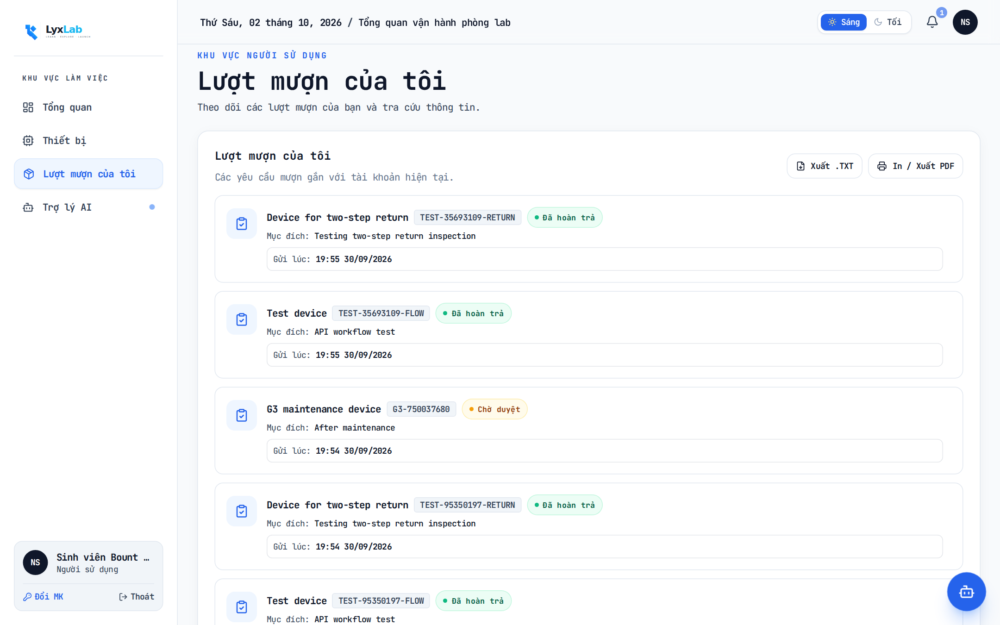 LyxLab
LEARN · EXPLORE · LAUNCH
KHU VỰC LÀM VIỆC
Tổng quan
Thiết bị
Lượt mượn của tôi
Trợ lý AI
NS
Sinh viên Bount …
Người sử dụng
Đổi MK
Thoát
Thứ Sáu, 02 tháng 10, 2026 / Tổng quan vận hành phòng lab
Sáng
Tối
1
NS
KHU VỰC NGƯỜI SỬ DỤNG
Lượt mượn của tôi
Theo dõi các lượt mượn của bạn và tra cứu thông tin.
Lượt mượn của tôi
Các yêu cầu mượn gắn với tài khoản hiện tại.
Xuất .TXT
In / Xuất PDF
Device for two-step return TEST-35693109-RETURN Đã hoàn trả
Mục đích: Testing two-step return inspection
Gửi lúc: 19:55 30/09/2026
Test device TEST-35693109-FLOW Đã hoàn trả
Mục đích: API workflow test
Gửi lúc: 19:55 30/09/2026
G3 maintenance device G3-750037680 Chờ duyệt
Mục đích: After maintenance
Gửi lúc: 19:54 30/09/2026
Device for two-step return TEST-95350197-RETURN Đã hoàn trả
Mục đích: Testing two-step return inspection
Gửi lúc: 19:54 30/09/2026
Test device TEST-95350197-FLOW Đã hoàn trả
Mục đích: API workflow test